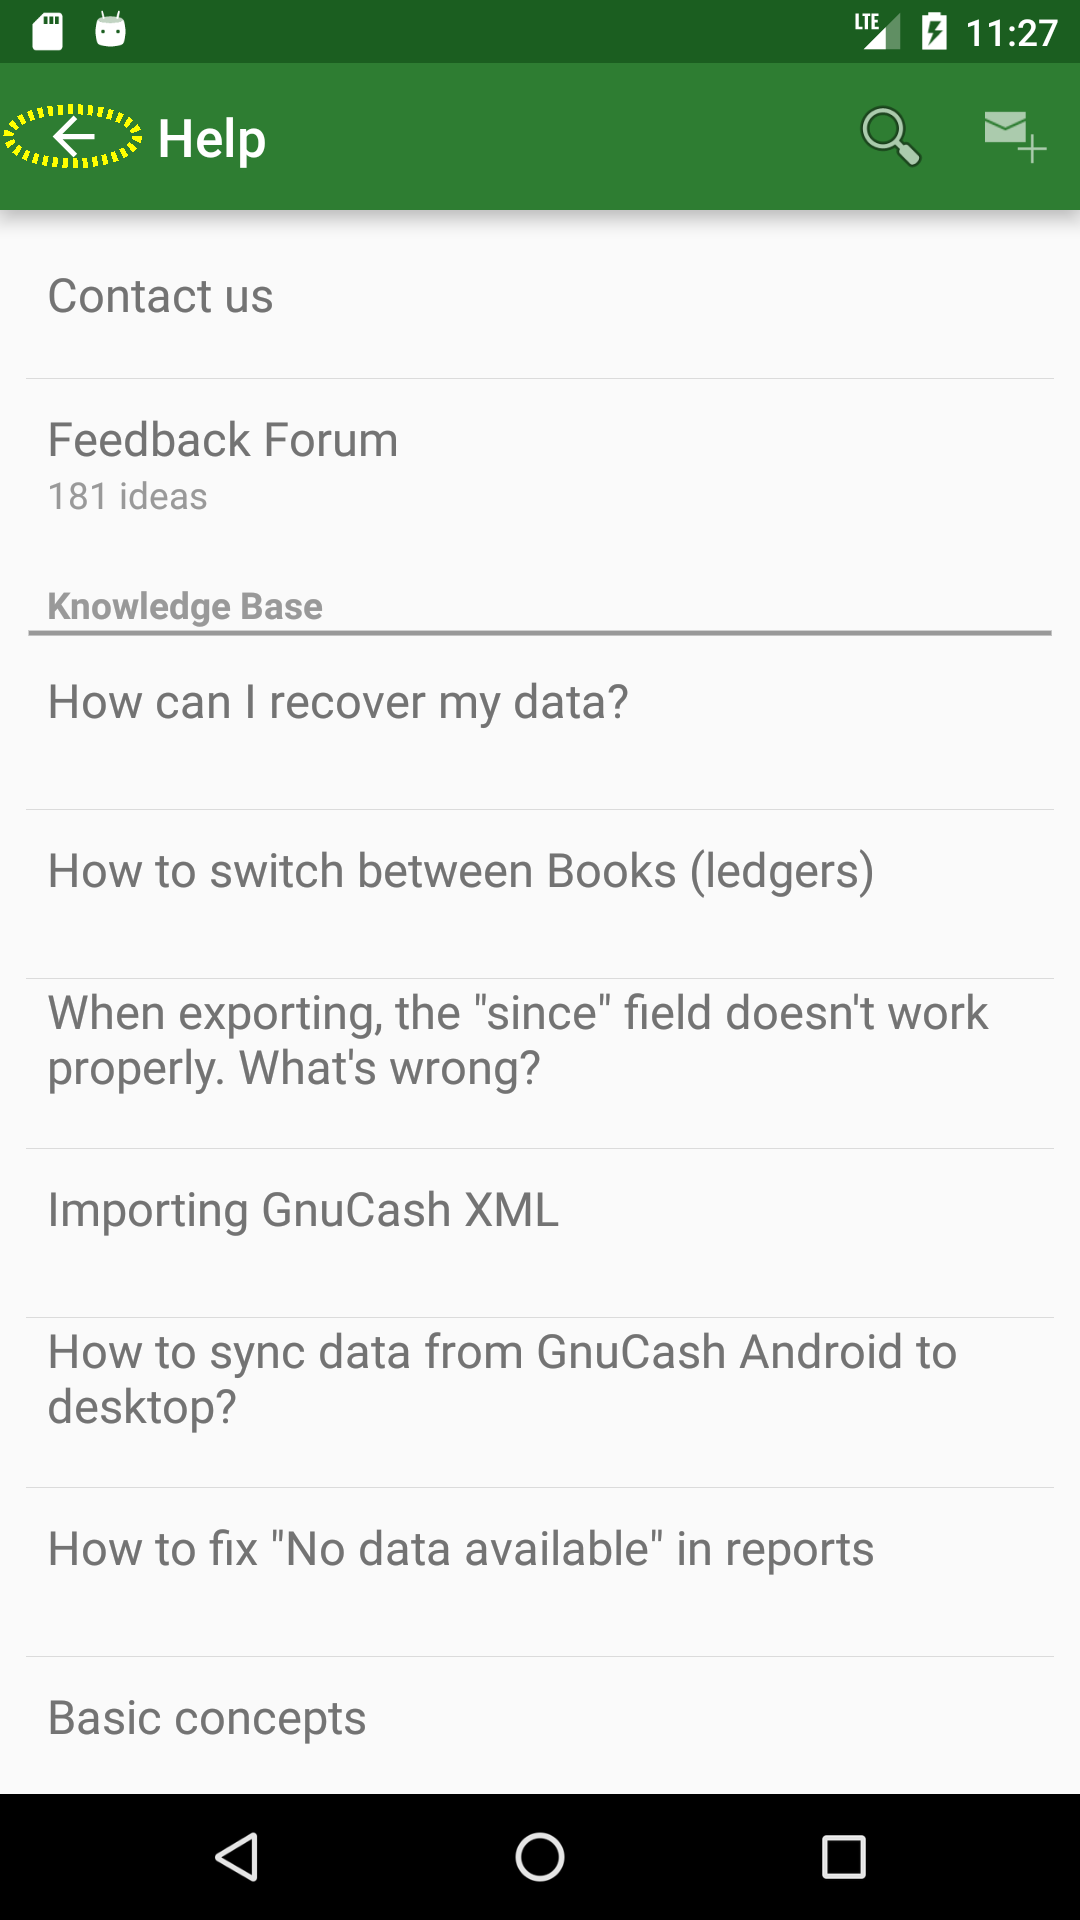 LTE 11:27
Help
Contact us
Feedback Forum
181 ideas
Knowledge Base
How can I recover my data?
How to switch between Books (ledgers)
When exporting, the "since" field doesn't work
properly. What's wrong?
Importing GnuCash XML
How to sync data from GnuCash Android to
desktop?
How to fix "No data available" in reports
Basic concepts